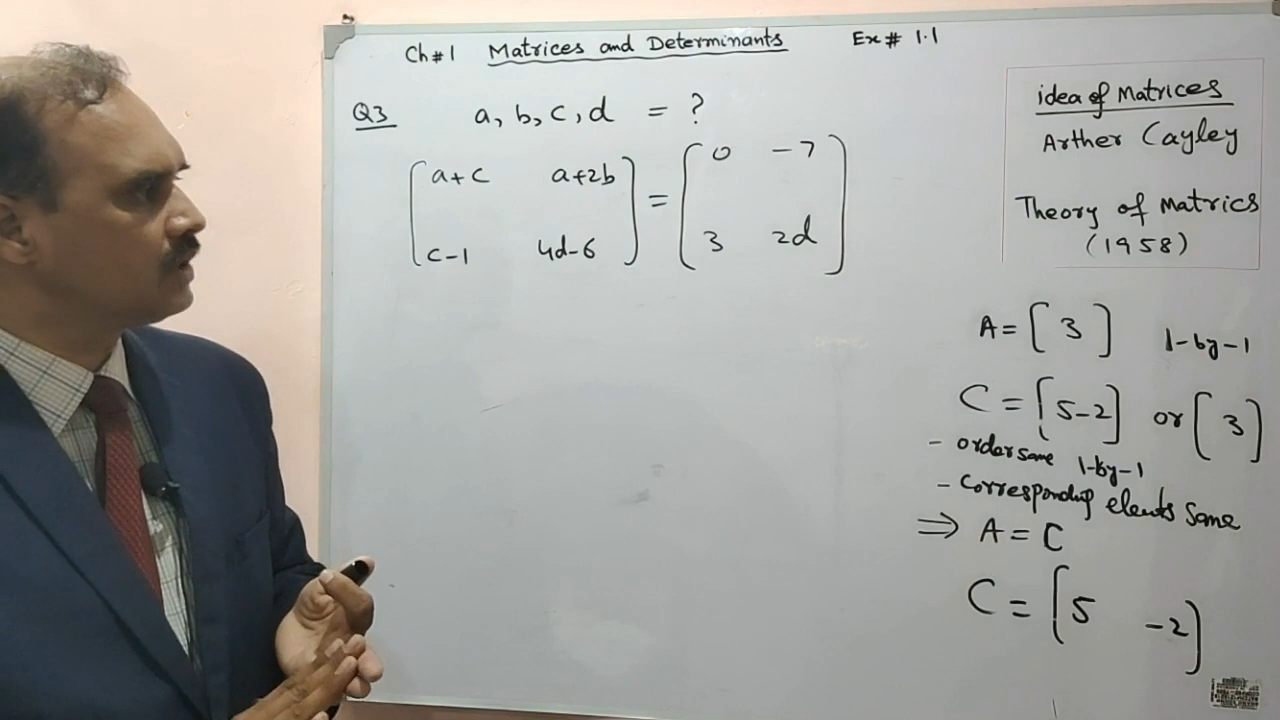 Ch#1 Matrices and Determinants Ex# 1.1
Q3 a, b, c, d = ?
[a+c a+2b] = [0 -7]
[c-1 4d-6] [3 2d]
idea of Matrices
Arther Cayley
Theory of Matrics
(1958)
A = [3] 1-by-1
C = [5-2] or [3]
- order same 1-by-1
- Corresponding elents Same
⇒ A = C
C = [5 -2]